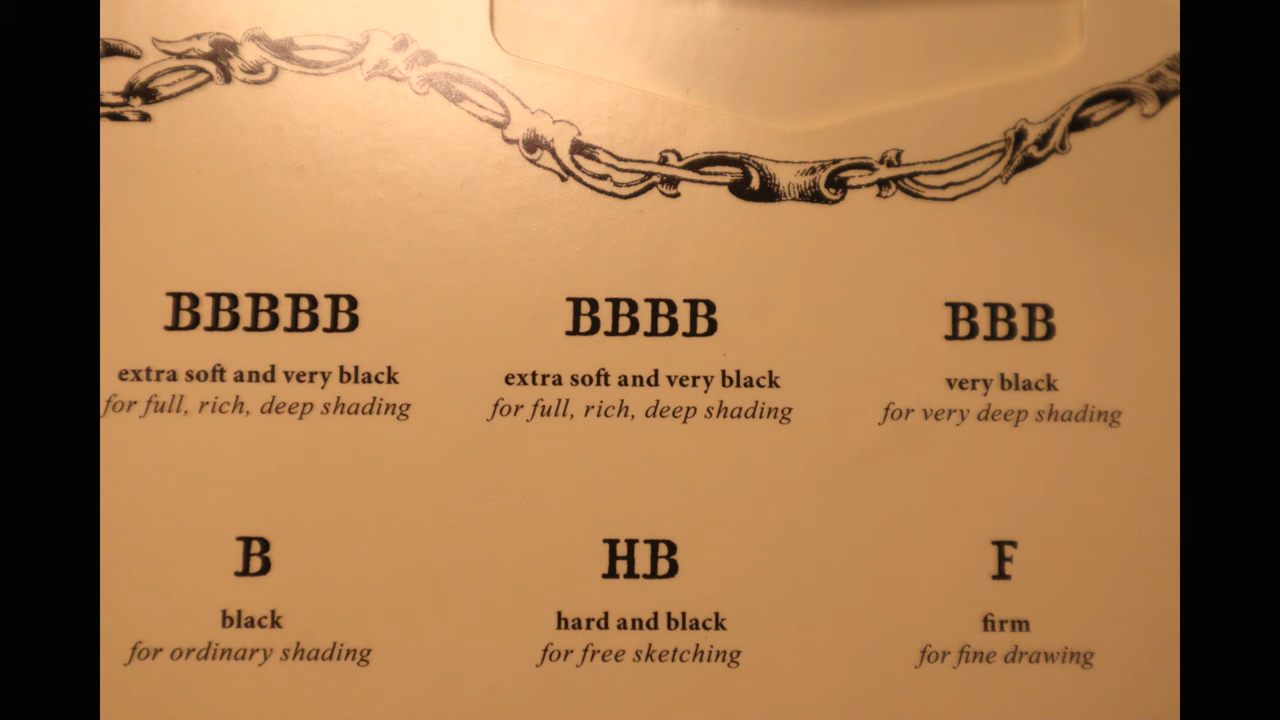 BBBBB BBBB BBB
extra soft and very black extra soft and very black very black
for full, rich, deep shading for full, rich, deep shading for very deep shading
B HB F
black hard and black firm
for ordinary shading for free sketching for fine drawing